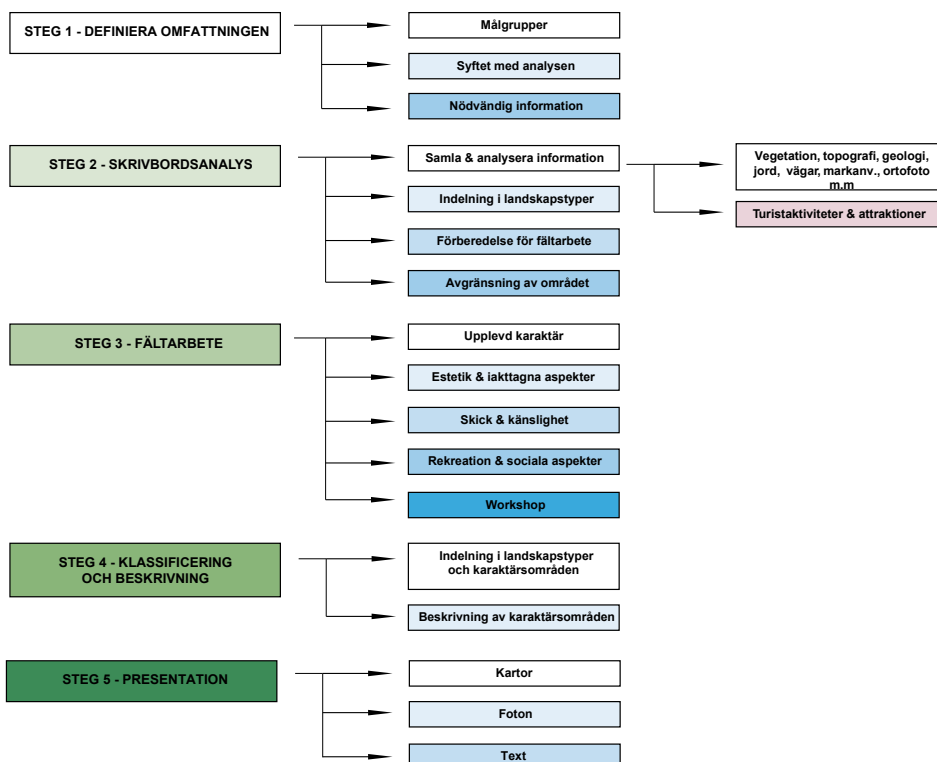 STEG 1 - DEFINIERA OMFATTNINGEN
Målgrupper
Syftet med analysen
Nödvändig information
STEG 2 - SKRIVBORDSANALYS
Samla & analysera information
Vegetation, topografi, geologi,
jord, vägar, markanv., ortofoto
m.m
Turistaktiviteter & attraktioner
Indelning i landskapstyper
Förberedelse för fältarbete
Avgränsning av området
STEG 3 - FÄLTARBETE
Upplevd karaktär
Estetik & iakttagna aspekter
Skick & känslighet
Rekreation & sociala aspekter
Workshop
STEG 4 - KLASSIFICERING
OCH BESKRIVNING
Indelning i landskapstyper
och karaktärsområden
Beskrivning av karaktärsområden
STEG 5 - PRESENTATION
Kartor
Foton
Text